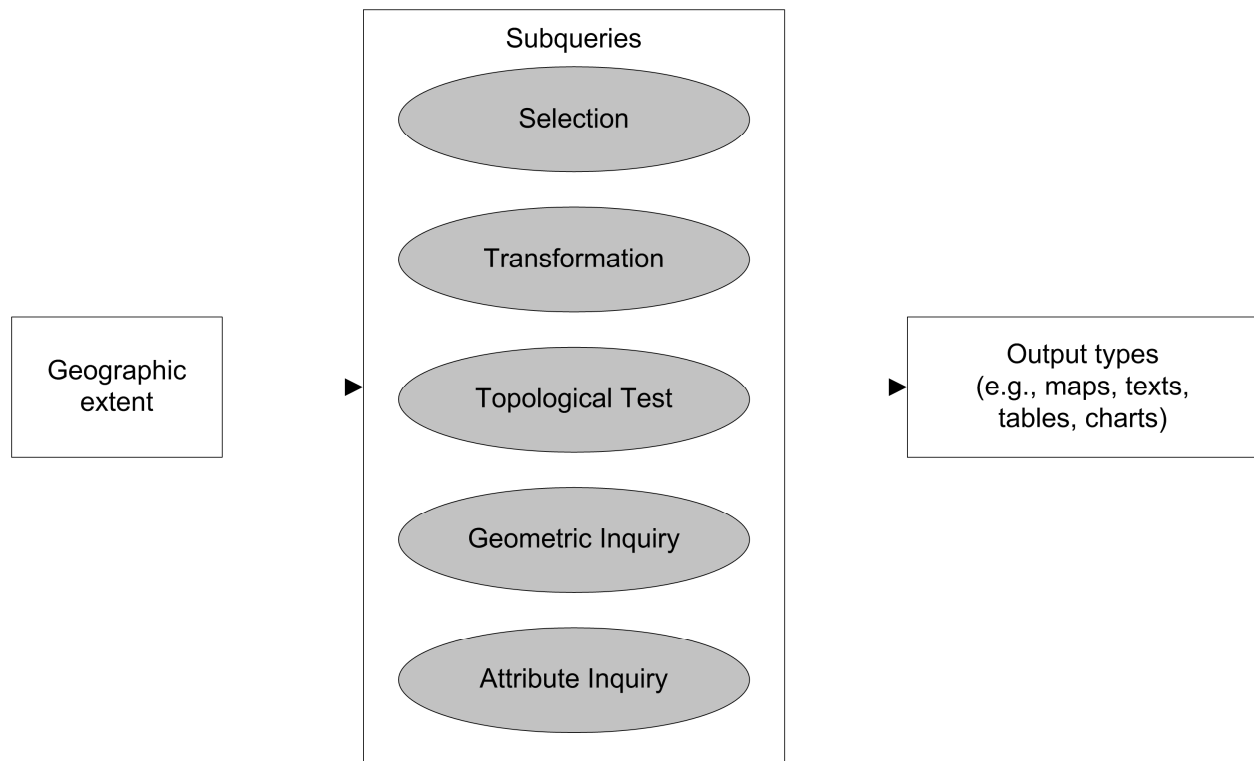 Subqueries
Selection
Transformation
Topological Test
Geometric Inquiry
Attribute Inquiry
Geographic
extent
Output types
(e.g., maps, texts,
tables, charts)